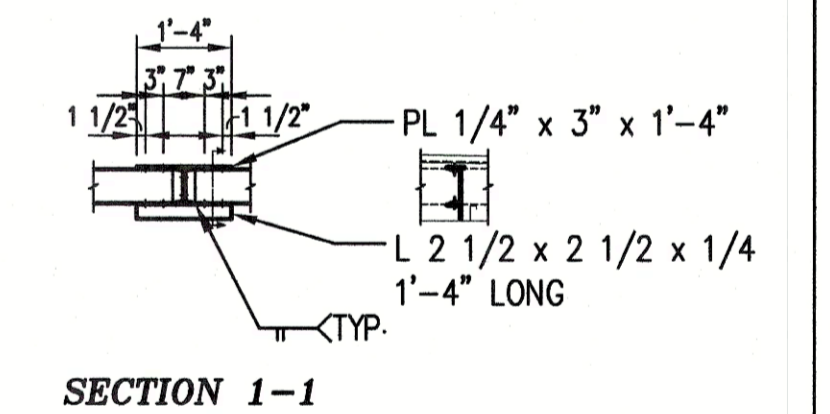 1'-4"
3" 7" 3"
1 1/2" 1 1/2"
PL 1/4" x 3" x 1'-4"
L 2 1/2 x 2 1/2 x 1/4
1'-4" LONG
TYP.
SECTION 1-1